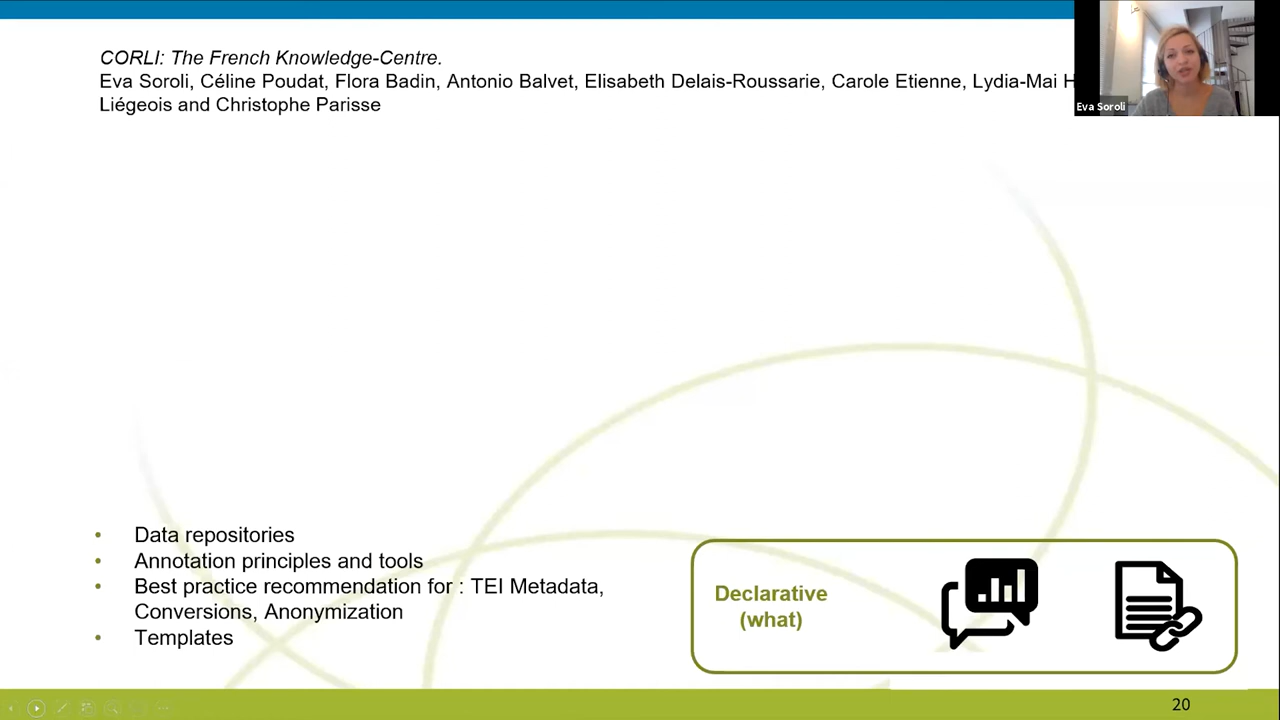 CORLI: The French Knowledge-Centre.
Eva Soroli, Céline Poudat, Flora Badin, Antonio Balvet, Elisabeth Delais-Roussarie, Carole Etienne, Lydia-Mai H
Liégeois and Christophe Parisse
Eva Soroli
• Data repositories
• Annotation principles and tools
• Best practice recommendation for : TEI Metadata,
Conversions, Anonymization
• Templates
Declarative
(what)
20